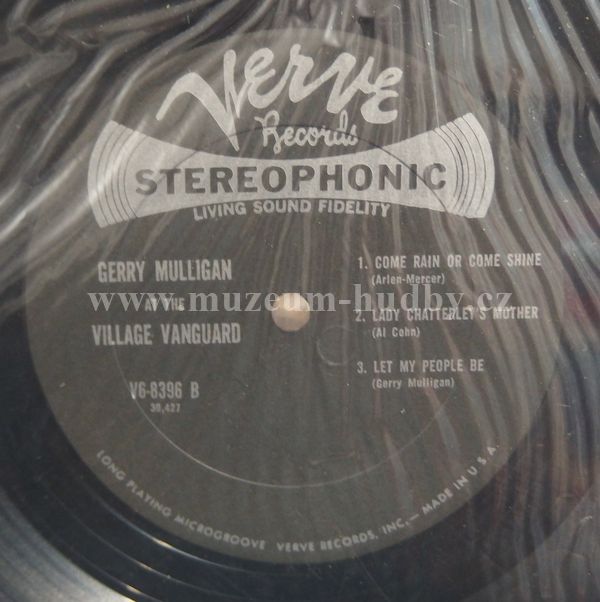 Verve
Records
STEREOPHONIC
LIVING SOUND FIDELITY
GERRY MULLIGAN
AT THE
VILLAGE VANGUARD
V6-8396 B
39,427
1. COME RAIN OR COME SHINE
(Arlen-Mercer)
2. LADY CHATTERLEY'S MOTHER
(Al Cohn)
3. LET MY PEOPLE BE
(Gerry Mulligan)
www.muzeum-hudby.cz
LONG PLAYING MICROGROOVE VERVE RECORDS, INC.— MADE IN U.S.A.